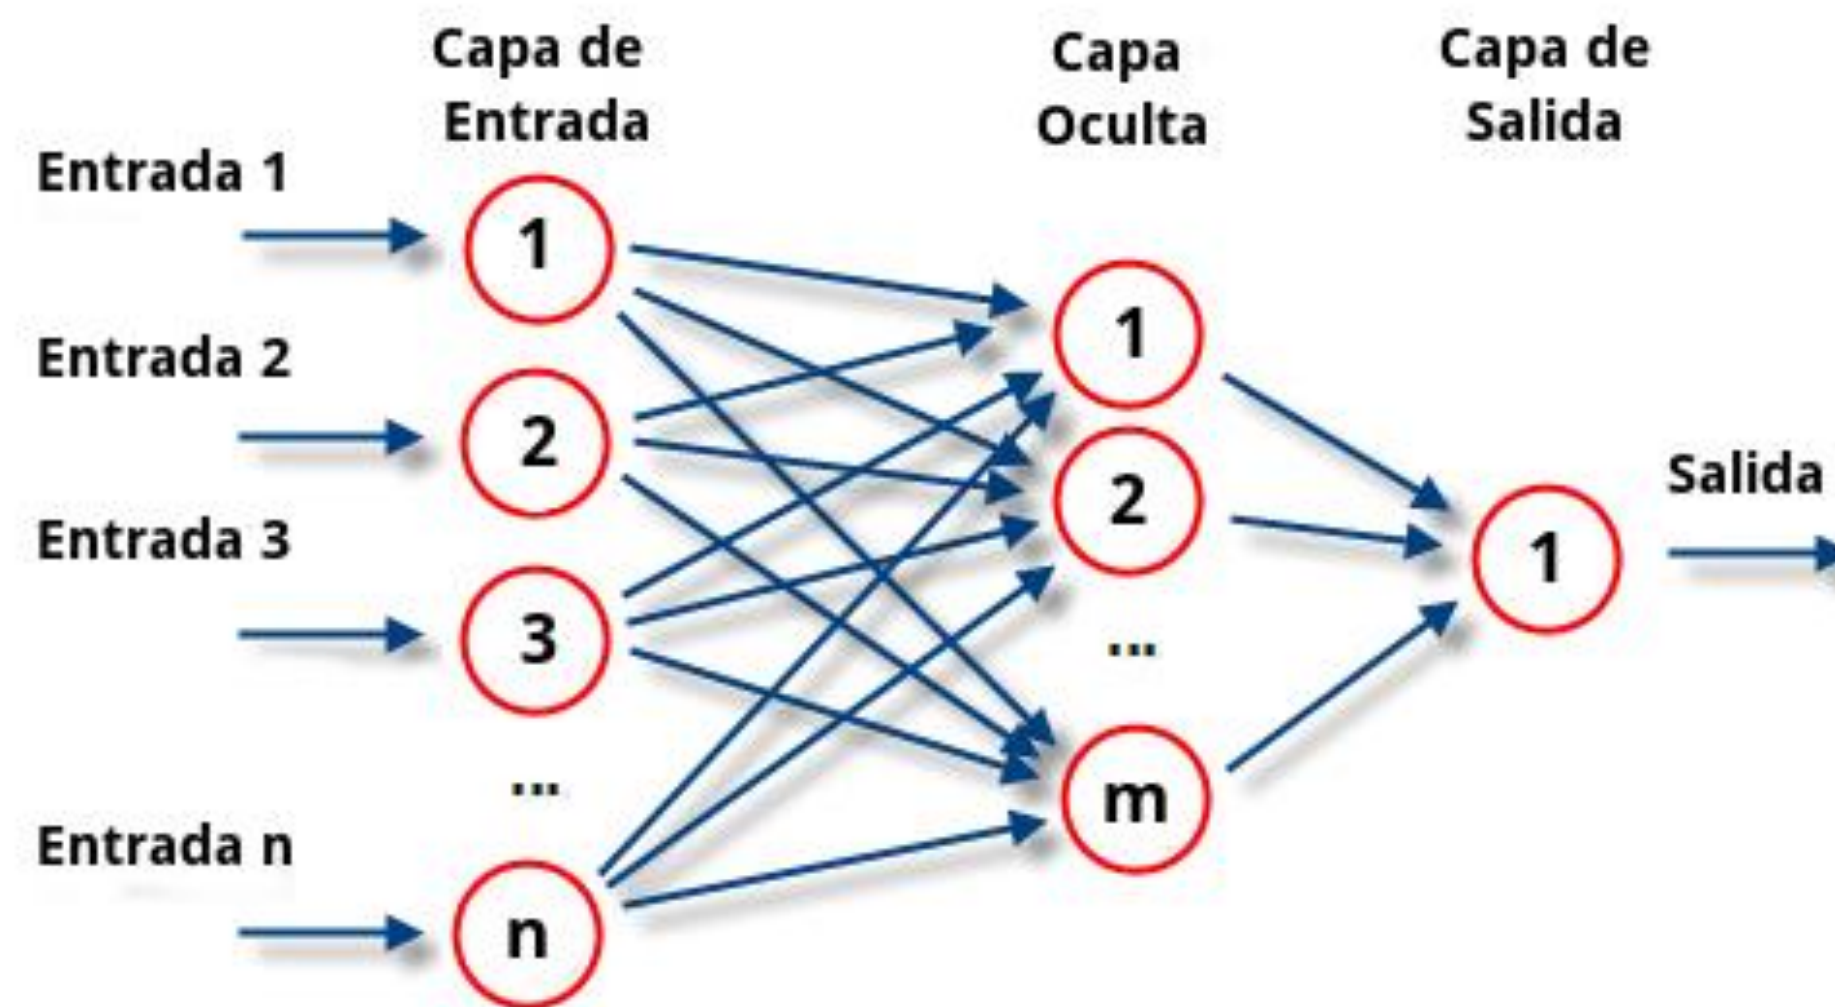 Capa de
Entrada
Capa
Oculta
Capa de
Salida
Entrada 1
1
Entrada 2
2
Entrada 3
3
...
Entrada n
n
1
2
...
m
1
Salida